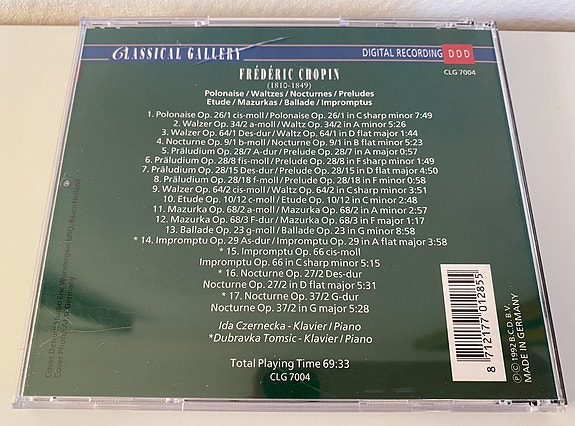 CLASSICAL GALLERY
DIGITAL RECORDING DDD
CLG 7004
FRÉDÉRIC CHOPIN
(1810-1849)
Polonaise / Waltzes / Nocturnes / Preludes
Etude / Mazurkas / Ballade / Impromptus
1. Polonaise Op. 26/1 cis-moll / Polonaise Op. 26/1 in C sharp minor 7:49
2. Walzer Op. 34/2 a-moll / Waltz Op. 34/2 in A minor 5:26
3. Walzer Op. 64/1 Des-dur / Waltz Op. 64/1 in D flat major 1:44
4. Nocturne Op. 9/1 b-moll / Nocturne Op. 9/1 in B flat minor 5:23
5. Präludium Op. 28/7 A-dur / Prelude Op. 28/7 in A major 0:57
6. Präludium Op. 28/8 fis-moll / Prelude Op. 28/8 in F sharp minor 1:49
7. Präludium Op. 28/15 Des-dur / Prelude Op. 28/15 in D flat major 4:50
8. Präludium Op. 28/18 f-moll / Prelude Op. 28/18 in F minor 0:58
9. Walzer Op. 64/2 cis-moll / Waltz Op. 64/2 in C sharp minor 3:51
10. Etude Op. 10/12 c-moll / Etude Op. 10/12 in C minor 2:48
11. Mazurka Op. 68/2 a-moll / Mazurka Op. 68/2 in A minor 2:57
12. Mazurka Op. 68/3 F-dur / Mazurka Op. 68/3 in F major 1:17
13. Ballade Op. 23 g-moll / Ballade Op. 23 in G minor 8:58
* 14. Impromptu Op. 29 As-dur / Impromptu Op. 29 in A flat major 3:58
* 15. Impromptu Op. 66 cis-moll
Impromptu Op. 66 in C sharp minor 5:15
* 16. Nocturne Op. 27/2 Des-dur
Nocturne Op. 27/2 in D flat major 5:31
* 17. Nocturne Op. 37/2 G-dur
Nocturne Op. 37/2 in G major 5:28
Ida Czernecka - Klavier / Piano
*Dubravka Tomsic - Klavier / Piano
Total Playing Time 69:33
CLG 7004
8 712177 012855
℗ © 1992 B.C.D. B.V.
MADE IN GERMANY
Cover Design: Studio Eric Wondergem BNO, Baarn Holland
Germany